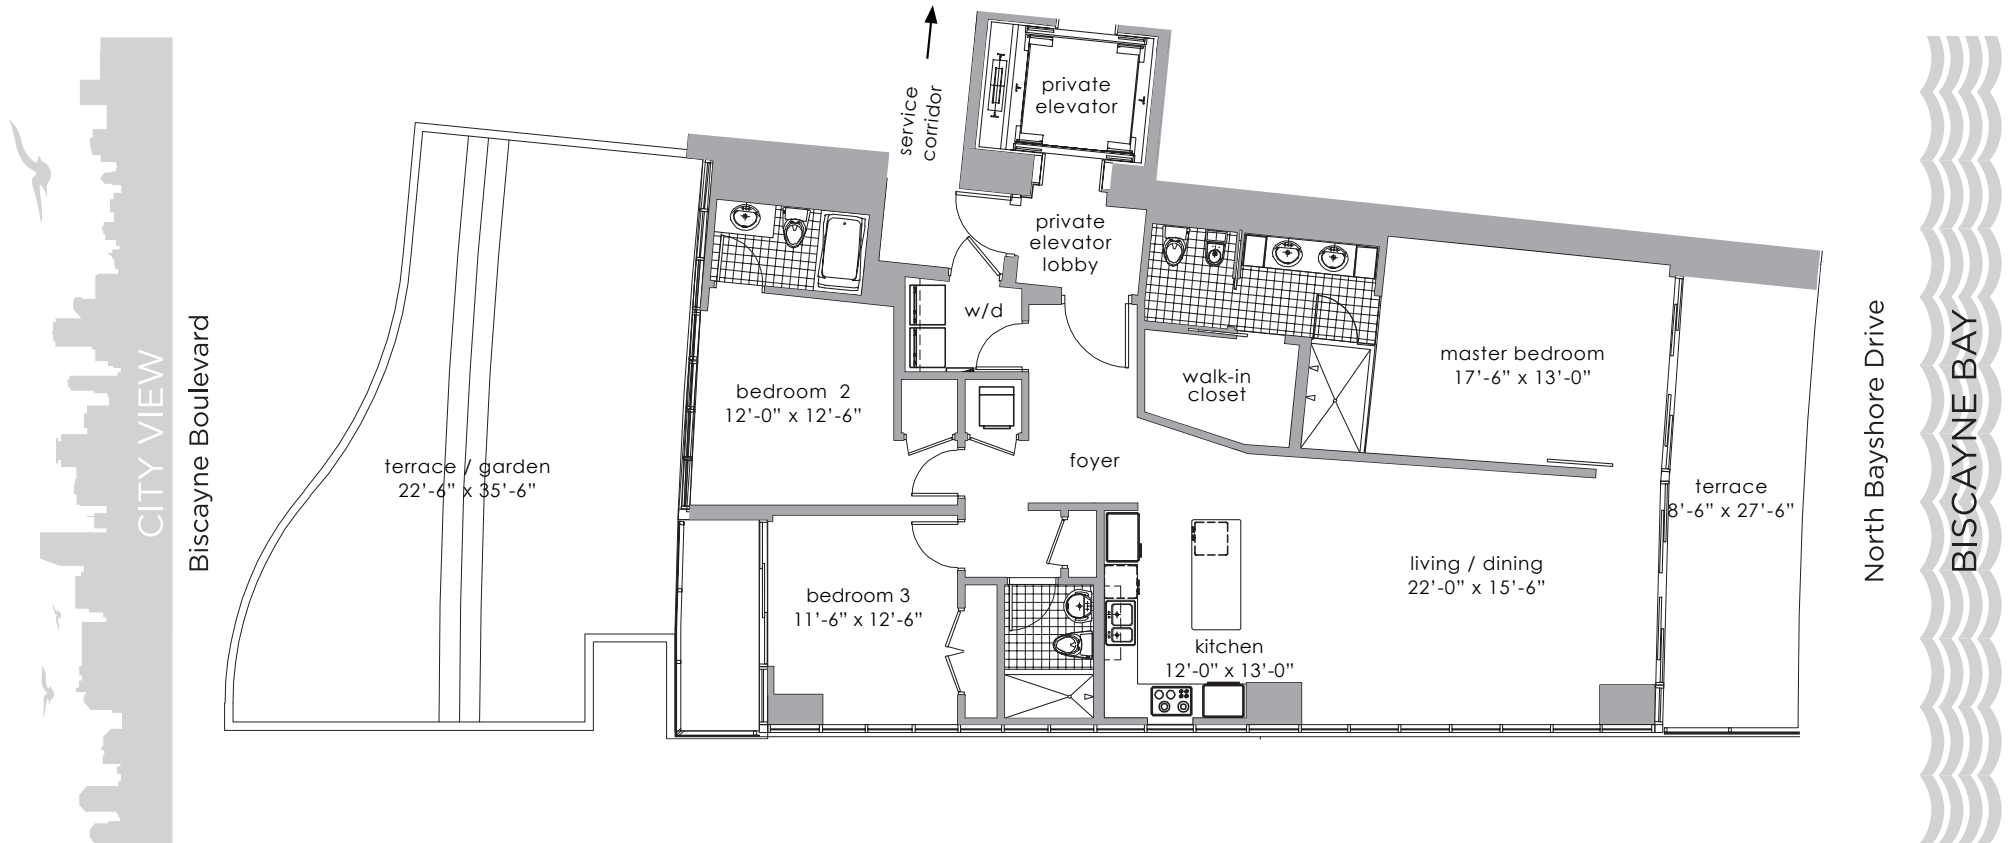 CITY VIEW
Biscayne Boulevard
terrace / garden
22'-6" x 35'-6"
service
corridor
private
elevator
private
elevator
lobby
w/d
bedroom 2
12'-0" x 12'-6"
walk-in
closet
master bedroom
17'-6" x 13'-0"
foyer
terrace
8'-6" x 27'-6"
bedroom 3
11'-6" x 12'-6"
living / dining
22'-0" x 15'-6"
kitchen
12'-0" x 13'-0"
North Bayshore Drive
BISCAYNE BAY